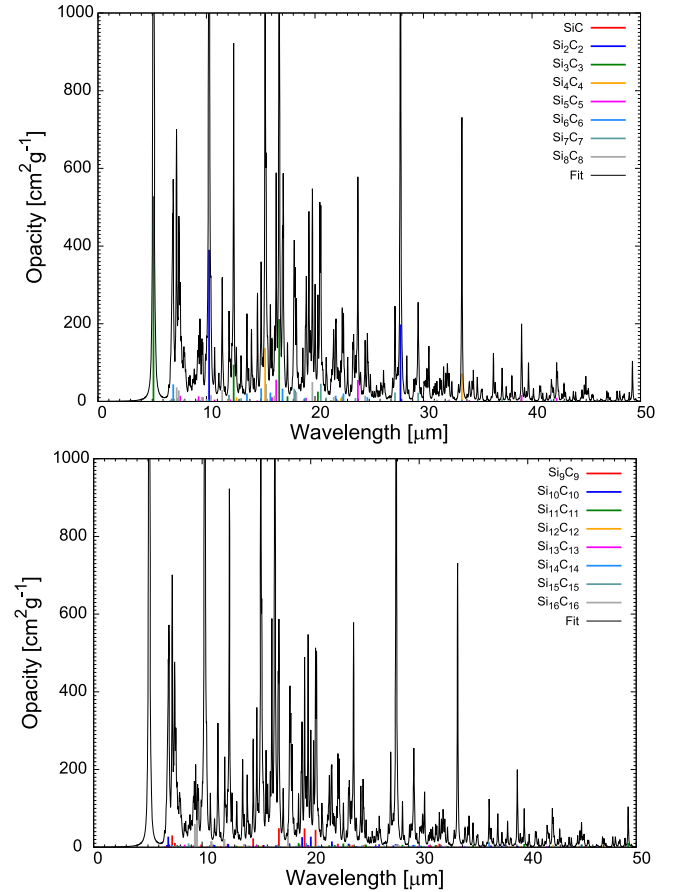 1000
800
600
400
200
0
Opacity [cm²g⁻¹]
SiC
Si₂C₂
Si₃C₃
Si₄C₄
Si₅C₅
Si₆C₆
Si₇C₇
Si₈C₈
Fit
0 10 20 30 40 50
Wavelength [μm]
1000
800
600
400
200
0
Opacity [cm²g⁻¹]
Si₉C₉
Si₁₀C₁₀
Si₁₁C₁₁
Si₁₂C₁₂
Si₁₃C₁₃
Si₁₄C₁₄
Si₁₅C₁₅
Si₁₆C₁₆
Fit
0 10 20 30 40 50
Wavelength [μm]